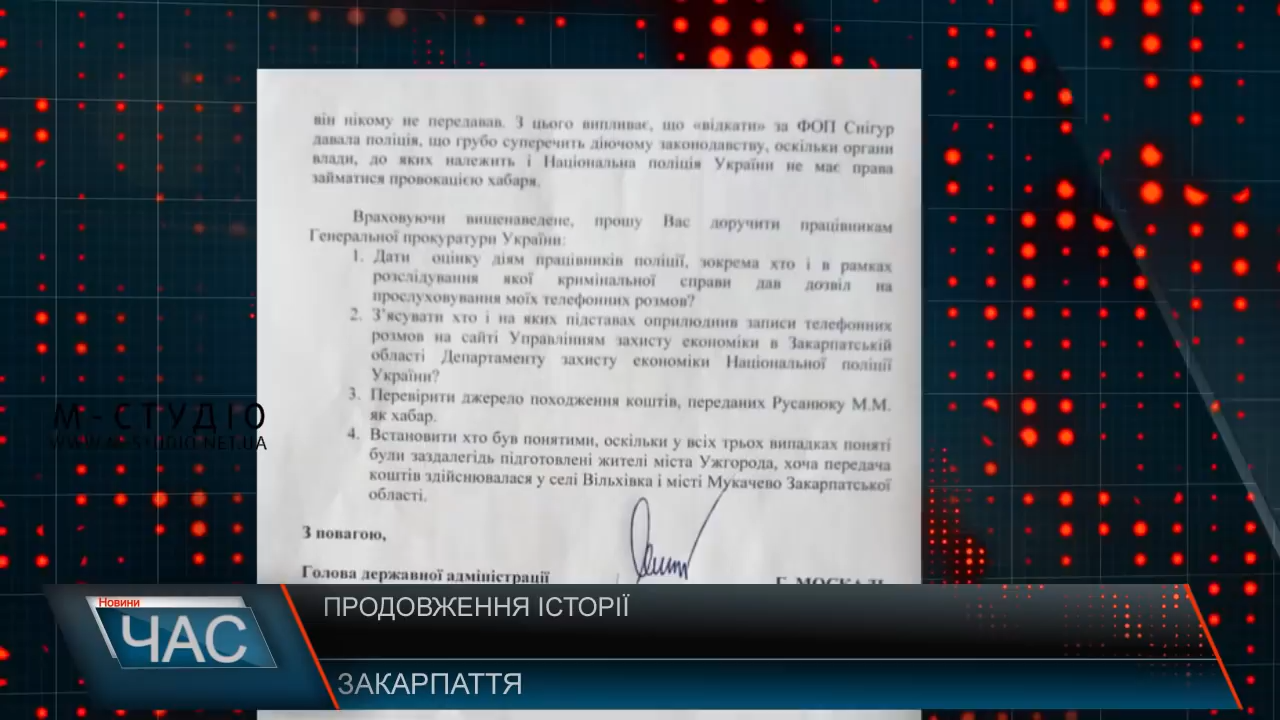 він нікому не передавав. З цього випливає, що «відкати» за ФОП Снігур
давала поліція, що грубо суперечить діючому законодавству, оскільки органи
влади, до яких належить і Національна поліція України не має права
займатися провокацією хабаря.
Враховуючи вищенаведене, прошу Вас доручити працівникам
Генеральної прокуратури України:
1. Дати оцінку діям працівників поліції, зокрема хто і в рамках
розслідування якої кримінальної справи дав дозвіл на
прослуховування моїх телефонних розмов?
2. З'ясувати хто і на яких підставах оприлюднив записи телефонних
розмов на сайті Управлінням захисту економіки в Закарпатській
області Департаменту захисту економіки Національної поліції
України?
3. Перевірити джерело походження коштів, переданих Русанюку М.М.
як хабар.
4. Встановити хто був понятими, оскільки у всіх трьох випадках поняті
були заздалегідь підготовлені жителі міста Ужгорода, хоча передача
коштів здійснювалася у селі Вільхівка і місті Мукачево Закарпатської
області.
З повагою,
Голова державної адміністрації Г. МОСКАЛЬ
М-СТУДІО
WWW.M-STUDIO.NET.UA
Новини
ЧАС
ПРОДОВЖЕННЯ ІСТОРІЇ
ЗАКАРПАТТЯ